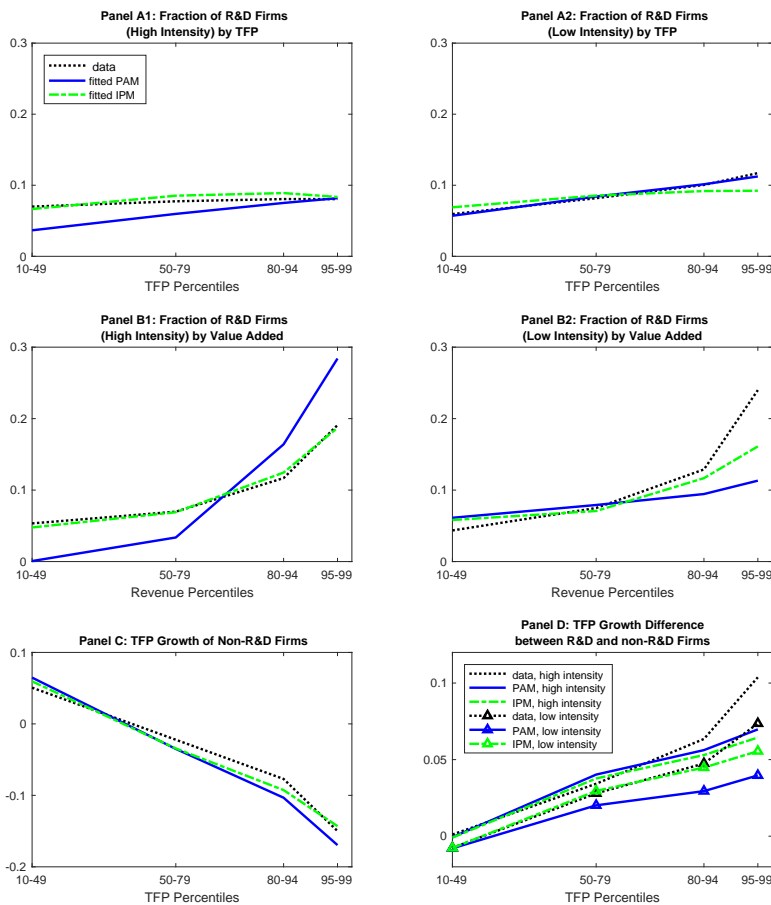 Panel A1: Fraction of R&D Firms
(High Intensity) by TFP
0.3
0.2
0.1
0
data
fitted PAM
fitted IPM
10-49
50-79
80-94
95-99
TFP Percentiles
Panel A2: Fraction of R&D Firms
(Low Intensity) by TFP
0.3
0.2
0.1
0
10-49
50-79
80-94
95-99
TFP Percentiles
Panel B1: Fraction of R&D Firms
(High Intensity) by Value Added
0.3
0.2
0.1
0
10-49
50-79
80-94
95-99
Revenue Percentiles
Panel B2: Fraction of R&D Firms
(Low Intensity) by Value Added
0.3
0.2
0.1
0
10-49
50-79
80-94
95-99
Revenue Percentiles
Panel C: TFP Growth of Non-R&D Firms
0.1
0
-0.1
-0.2
10-49
50-79
80-94
95-99
TFP Percentiles
Panel D: TFP Growth Difference
between R&D and non-R&D Firms
0.1
0.05
0
data, high intensity
PAM, high intensity
IPM, high intensity
data, low intensity
PAM, low intensity
IPM, low intensity
10-49
50-79
80-94
95-99
TFP Percentiles